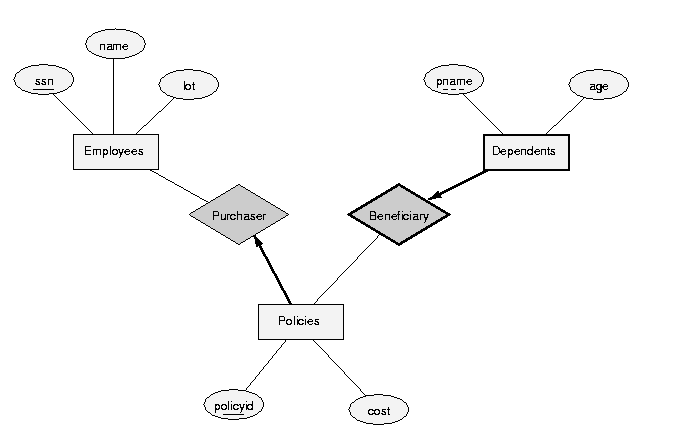 name
ssn
lot
pname
age
Employees
Dependents
Purchaser
Beneficiary
Policies
policyid
cost